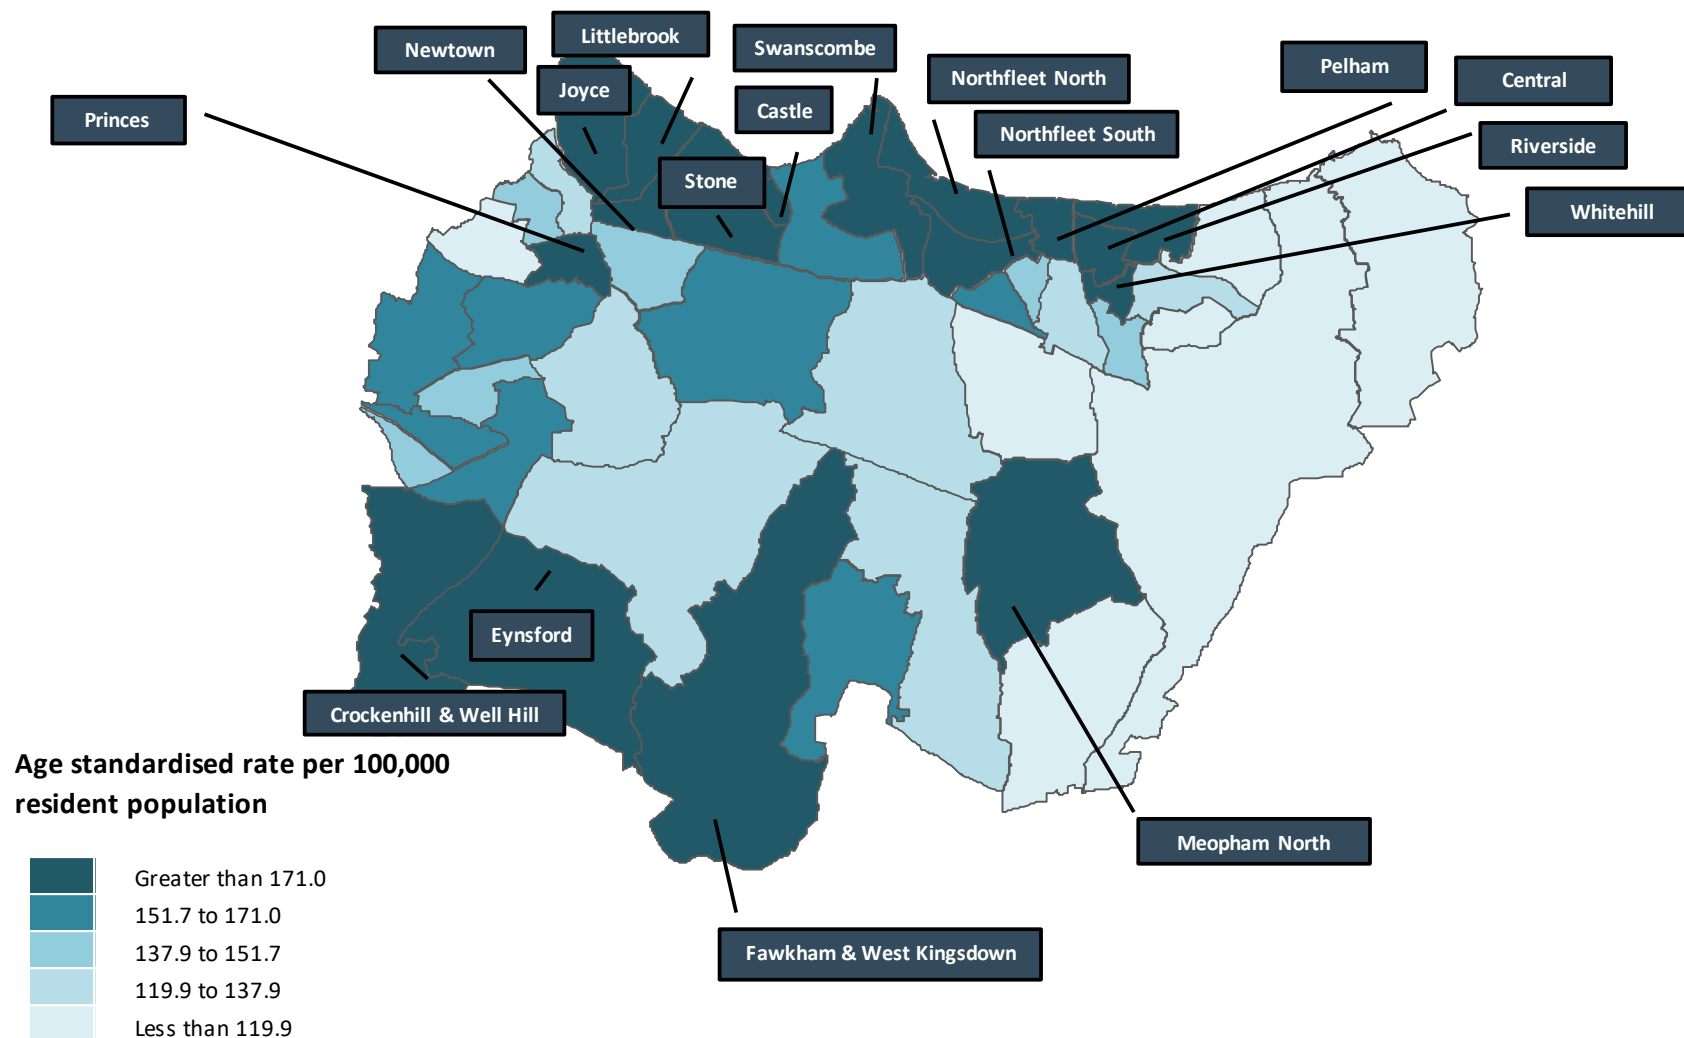 Littlebrook
Newtown
Swanscombe
Pelham
Northfleet North
Central
Joyce
Castle
Princes
Northfleet South
Riverside
Stone
Whitehill
Eynsford
Crockenhill & Well Hill
Age standardised rate per 100,000
resident population
Meopham North
Greater than 171.0
151.7 to 171.0
Fawkham & West Kingsdown
137.9 to 151.7
119.9 to 137.9
Less than 119.9